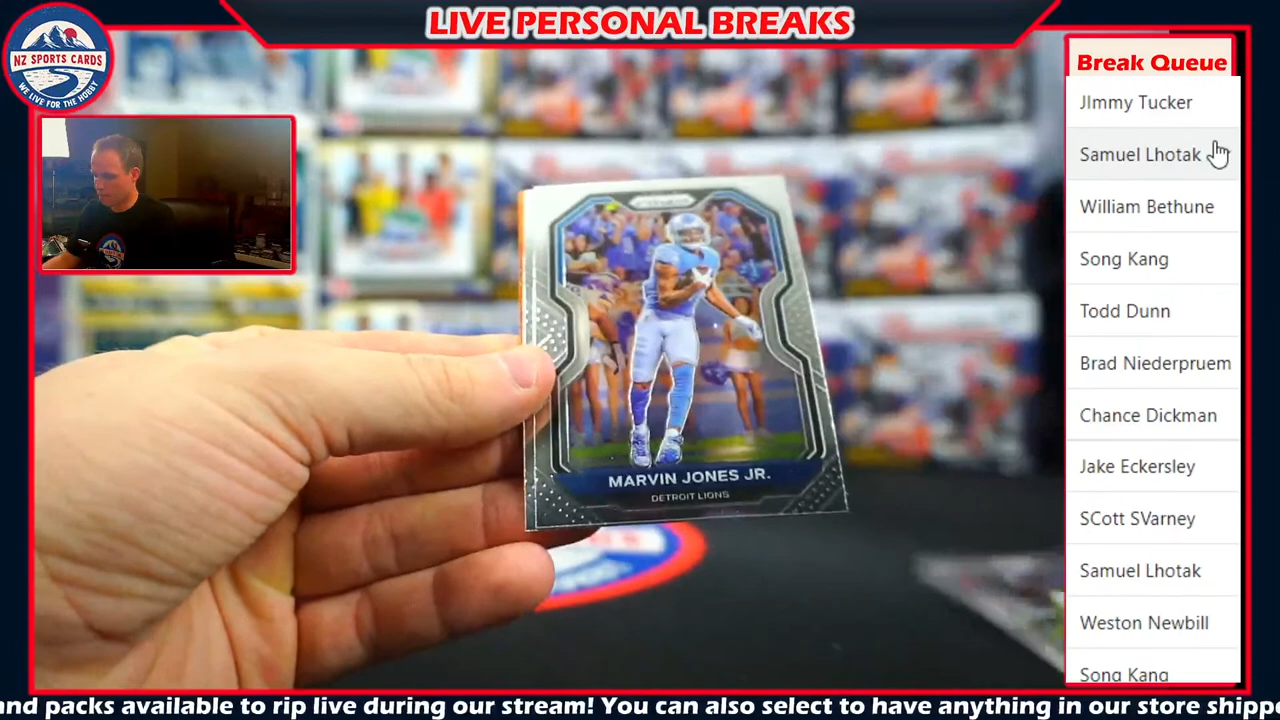 LIVE PERSONAL BREAKS
NZ SPORTS CARDS
WE LIVE FOR THE HOBBY
Break Queue
JImmy Tucker
Samuel Lhotak
William Bethune
Song Kang
Todd Dunn
Brad Niederpruem
Chance Dickman
Jake Eckersley
SCott SVarney
Samuel Lhotak
Weston Newbill
Song Kang
PRIZM
MARVIN JONES JR.
DETROIT LIONS
and packs available to rip live during our stream! You can also select to have anything in our store shippe